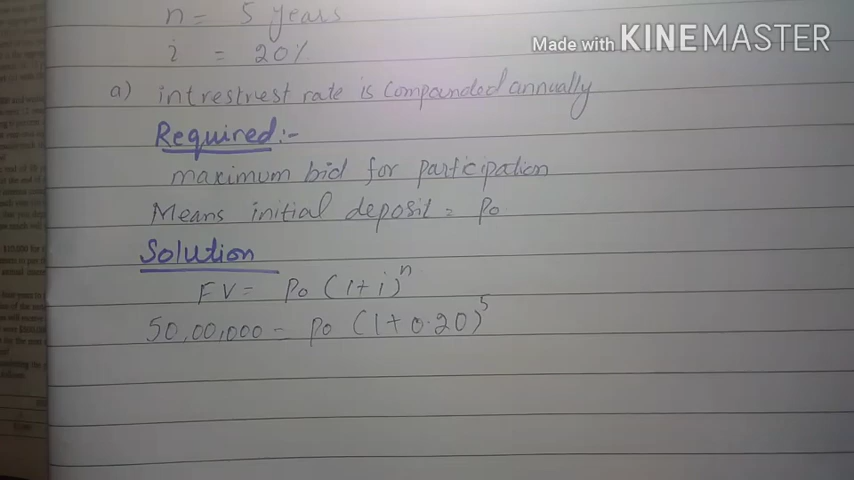 n = 5 years
i = 20%
Made with KINEMASTER
a) intrestrest rate is Compounded annually
Required:-
maximum bid for participation
Means initial deposit = Po
Solution
FV = Po (1+i)^n
50,00,000 = Po (1+0.20)^5